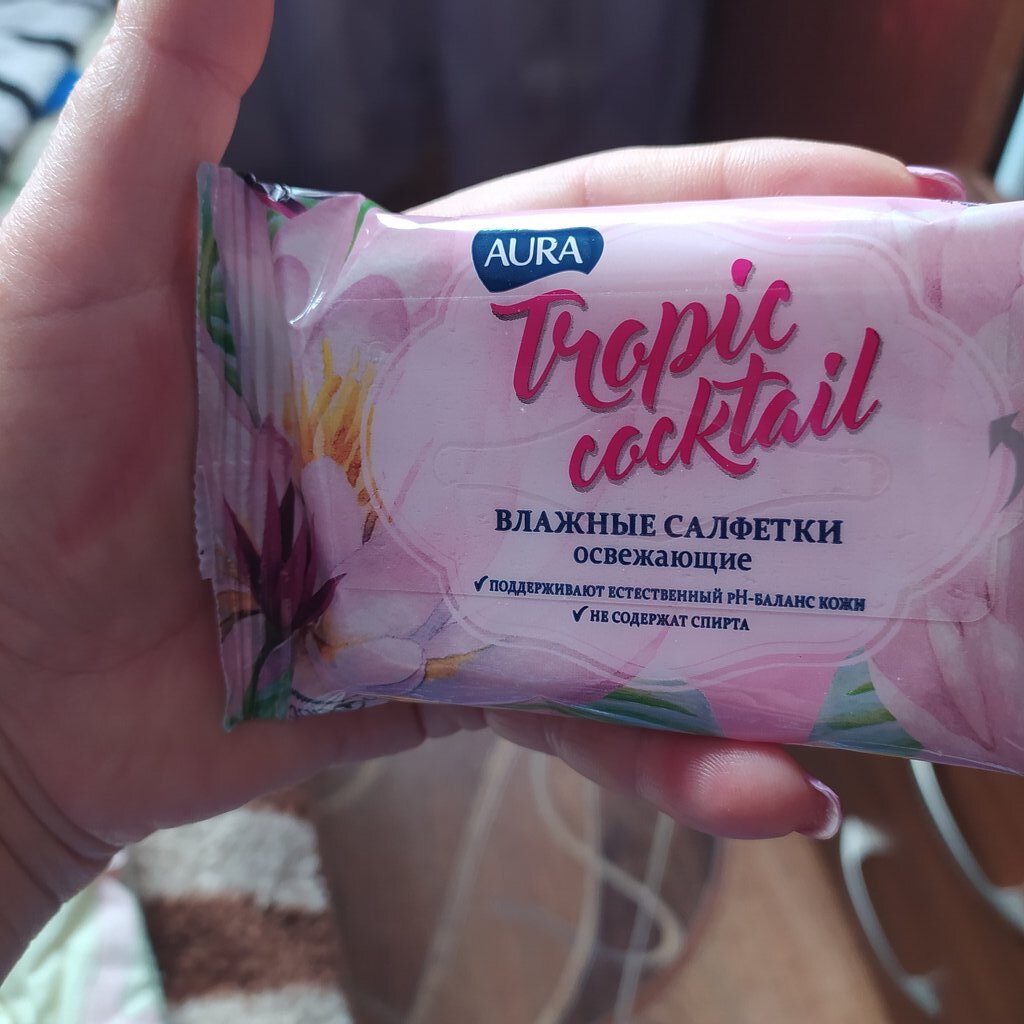 AURA
Tropic
cocktail
ВЛАЖНЫЕ САЛФЕТКИ
освежающие
✓ПОДДЕРЖИВАЮТ ЕСТЕСТВЕННЫЙ pH-БАЛАНС КОЖИ
✓НЕ СОДЕРЖАТ СПИРТА